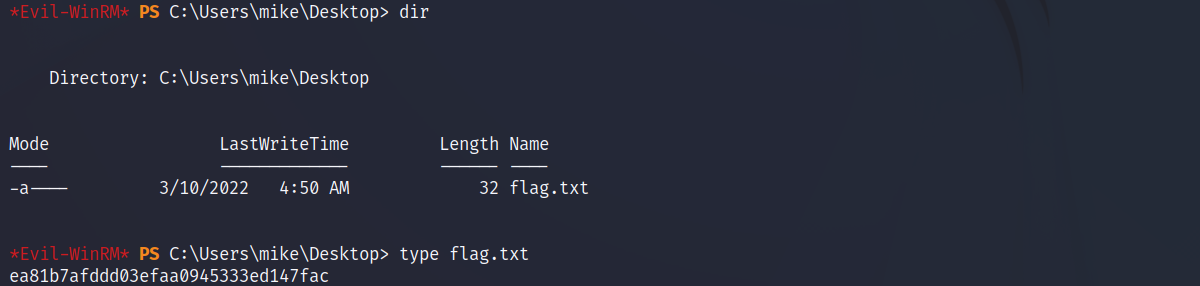 *Evil-WinRM* PS C:\Users\mike\Desktop> dir
Directory: C:\Users\mike\Desktop
Mode                 LastWriteTime         Length Name
----                 -------------         ------ ----
-a----         3/10/2022   4:50 AM             32 flag.txt
*Evil-WinRM* PS C:\Users\mike\Desktop> type flag.txt
ea81b7afddd03efaa0945333ed147fac